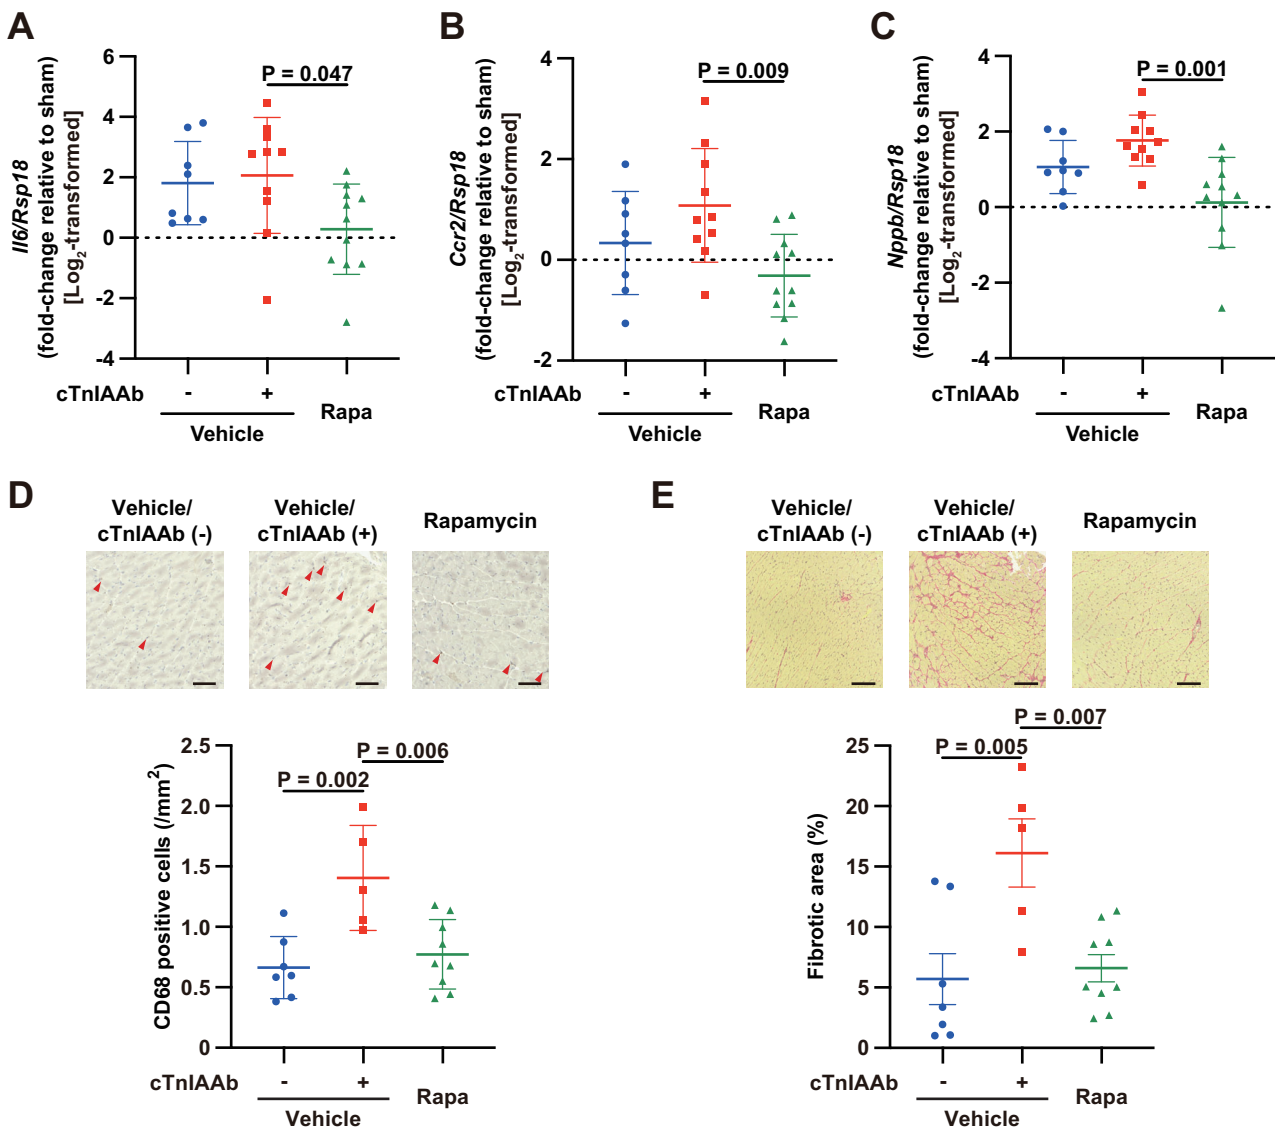 A
Il6/Rsp18
(fold-change relative to sham)
[Log2-transformed]
6
4
2
0
-2
-4
P = 0.047
cTnIAAb
-
+
Rapa
Vehicle
B
Ccr2/Rsp18
(fold-change relative to sham)
[Log2-transformed]
4
2
0
-2
P = 0.009
cTnIAAb
-
+
Rapa
Vehicle
C
Nppb/Rsp18
(fold-change relative to sham)
[Log2-transformed]
4
2
0
-2
-4
P = 0.001
cTnIAAb
-
+
Rapa
Vehicle
D
Vehicle/
cTnIAAb (-)
Vehicle/
cTnIAAb (+)
Rapamycin
CD68 positive cells (/mm2)
2.5
2.0
1.5
1.0
0.5
0
P = 0.002
P = 0.006
cTnIAAb
-
+
Rapa
Vehicle
E
Vehicle/
cTnIAAb (-)
Vehicle/
cTnIAAb (+)
Rapamycin
Fibrotic area (%)
25
20
15
10
5
0
P = 0.005
P = 0.007
cTnIAAb
-
+
Rapa
Vehicle